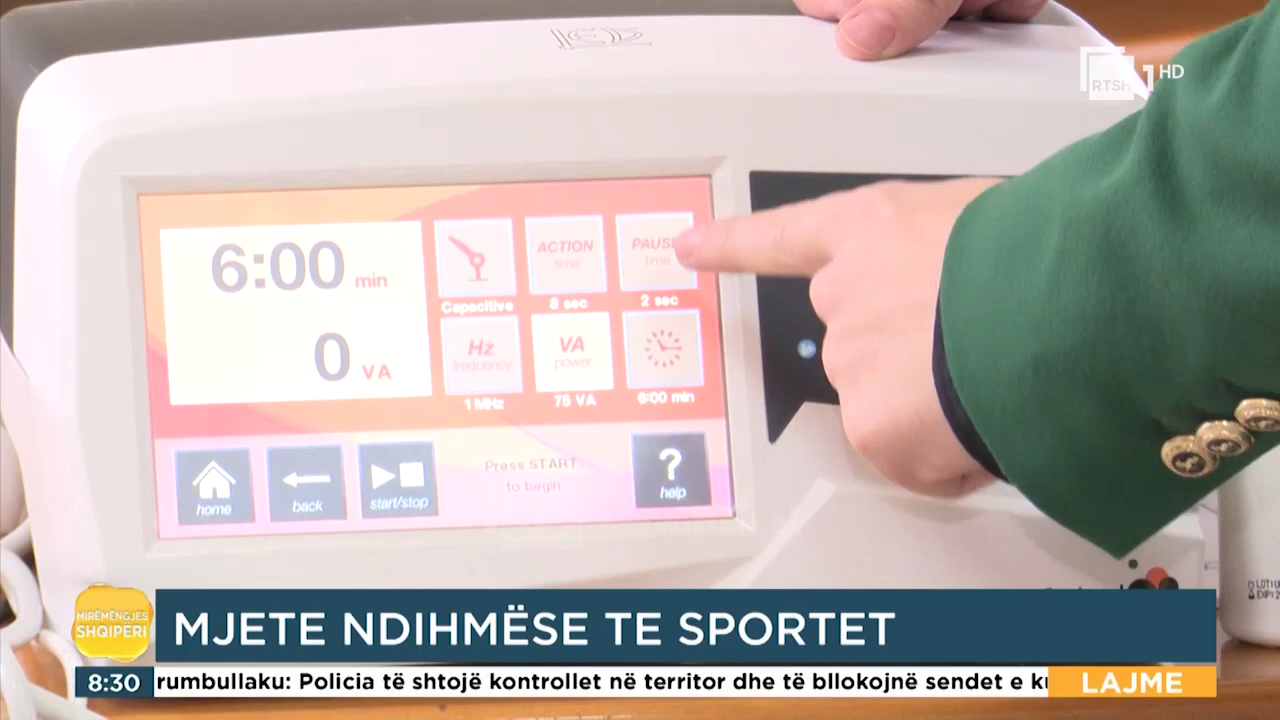 RTSH 1 HD
6:00 min
0 VA
Capacitive
ACTION
time
8 sec
PAUSE
time
2 sec
Hz
frequency
1 MHz
VA
power
75 VA
6:00 min
home
back
start/stop
Press START
to begin
?
help
MIRËMËNGJES
SHQIPËRI
MJETE NDIHMËSE TE SPORTET
8:30
rrumbullaku: Policia të shtojë kontrollet në territor dhe të bllokojnë sendet e
LAJME